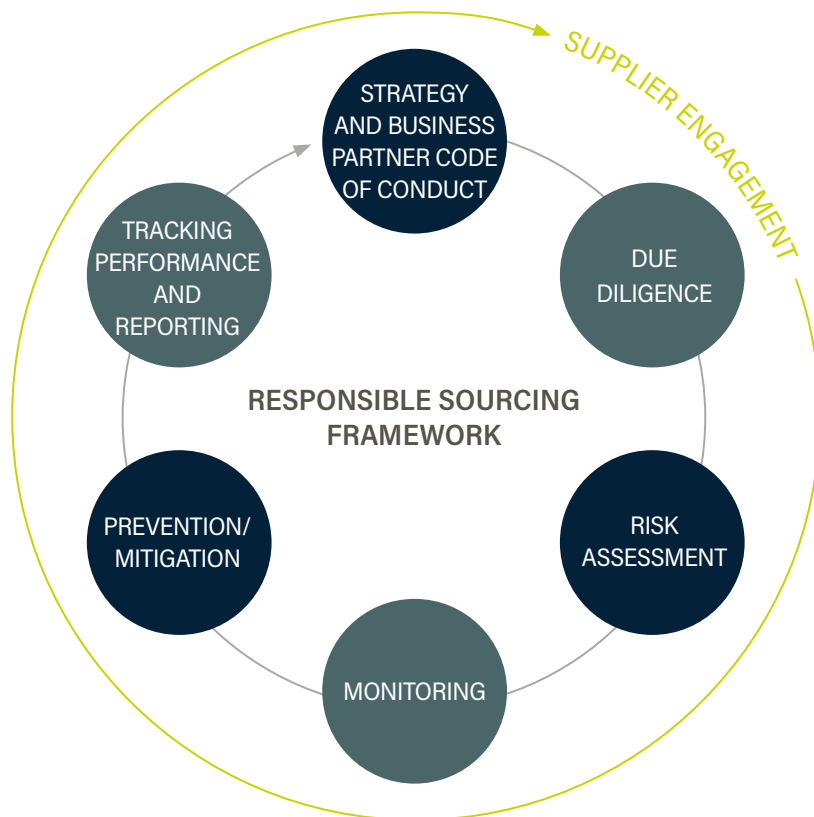 SUPPLIER ENGAGEMENT
STRATEGY
AND BUSINESS
PARTNER CODE
OF CONDUCT
DUE
DILIGENCE
RISK
ASSESSMENT
MONITORING
PREVENTION/
MITIGATION
TRACKING
PERFORMANCE
AND
REPORTING
RESPONSIBLE SOURCING
FRAMEWORK